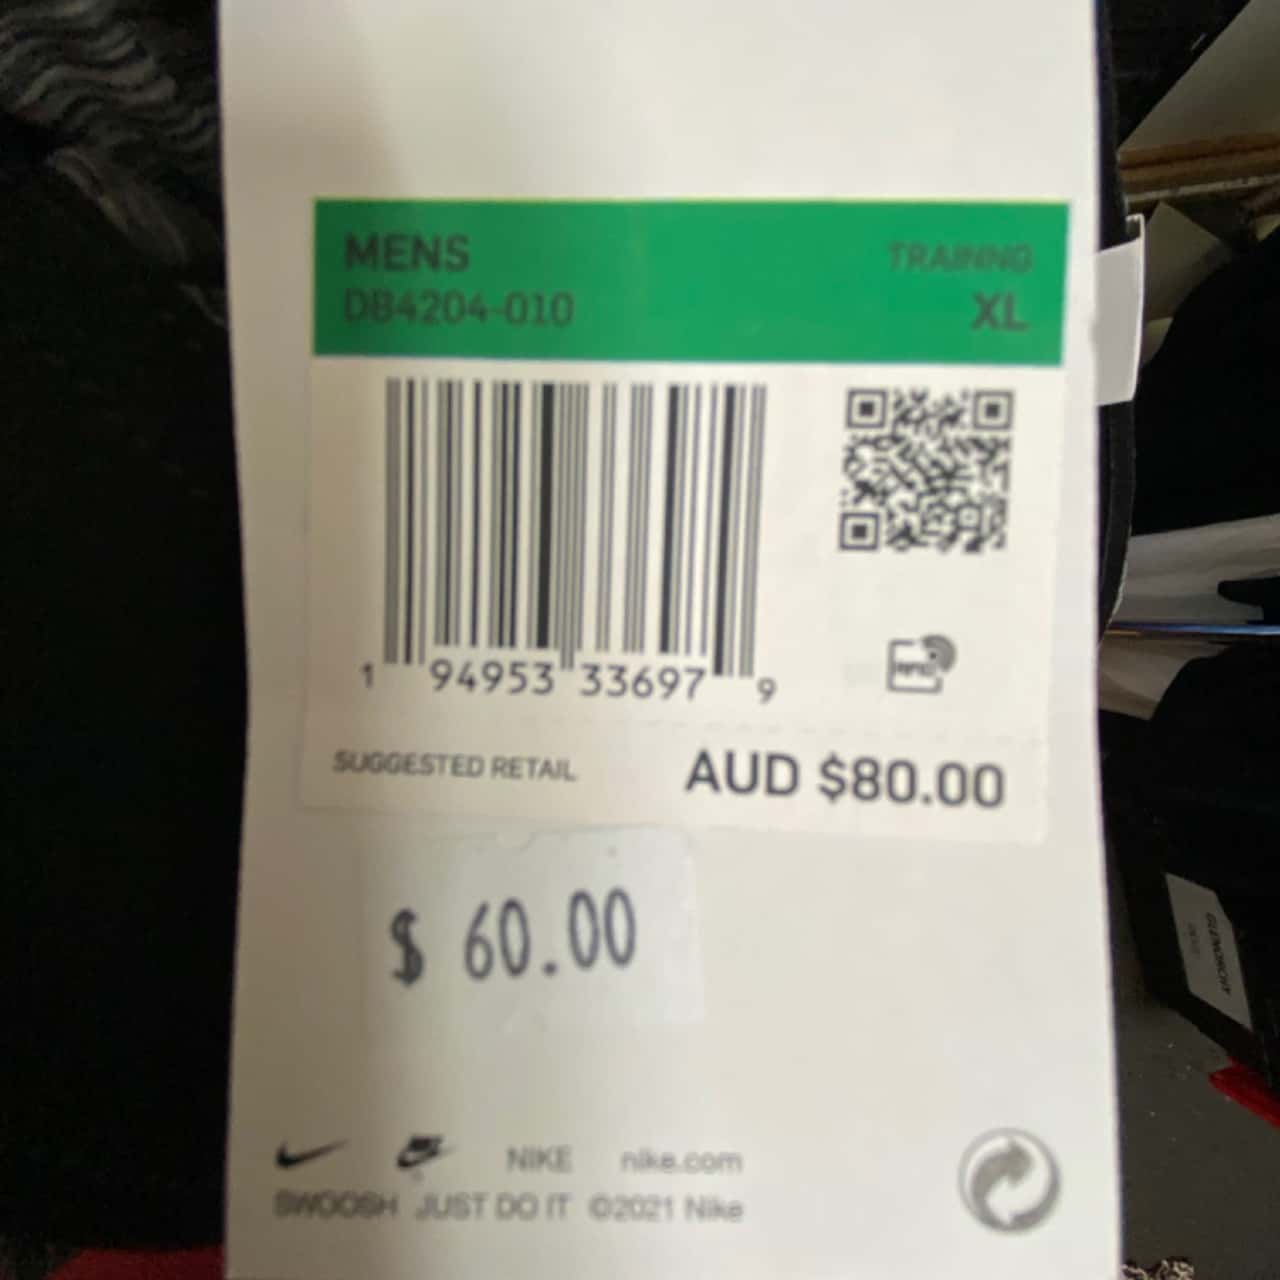 MENS
TRAINING
DB4204-010
XL
1 94953 33697 9
RFID
SUGGESTED RETAIL
AUD $80.00
$ 60.00
NIKE nike.com
SWOOSH JUST DO IT ©2021 Nike